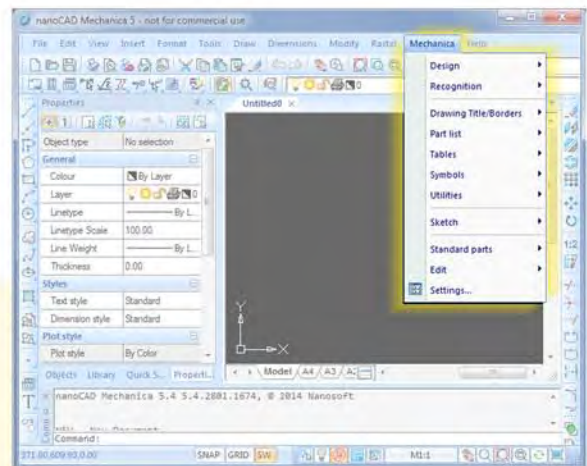 nanoCAD Mechanica 5 - not for commercial use
File Edit View Insert Format Tools Draw Dimensions Modify Raster Mechanica Help
Properties
Untitled0
Object type No selection
General
Colour By Layer
Layer 0
Linetype By L...
Linetype Scale 100.00
Line Weight By L...
Thickness 0.00
Styles
Text style Standard
Dimension style Standard
Plot style
Plot style By Color
Objects Library Quick S... Properti...
Design
Recognition
Drawing Title/Borders
Part list
Tables
Symbols
Utilities
Sketch
Standard parts
Edit
Settings...
Y
X
Model A4 A3
nanoCAD Mechanica 5.4 5.4.2801.1674, © 2014 Nanosoft
NEW - New Document
Command:
SNAP GRID SW M1:1